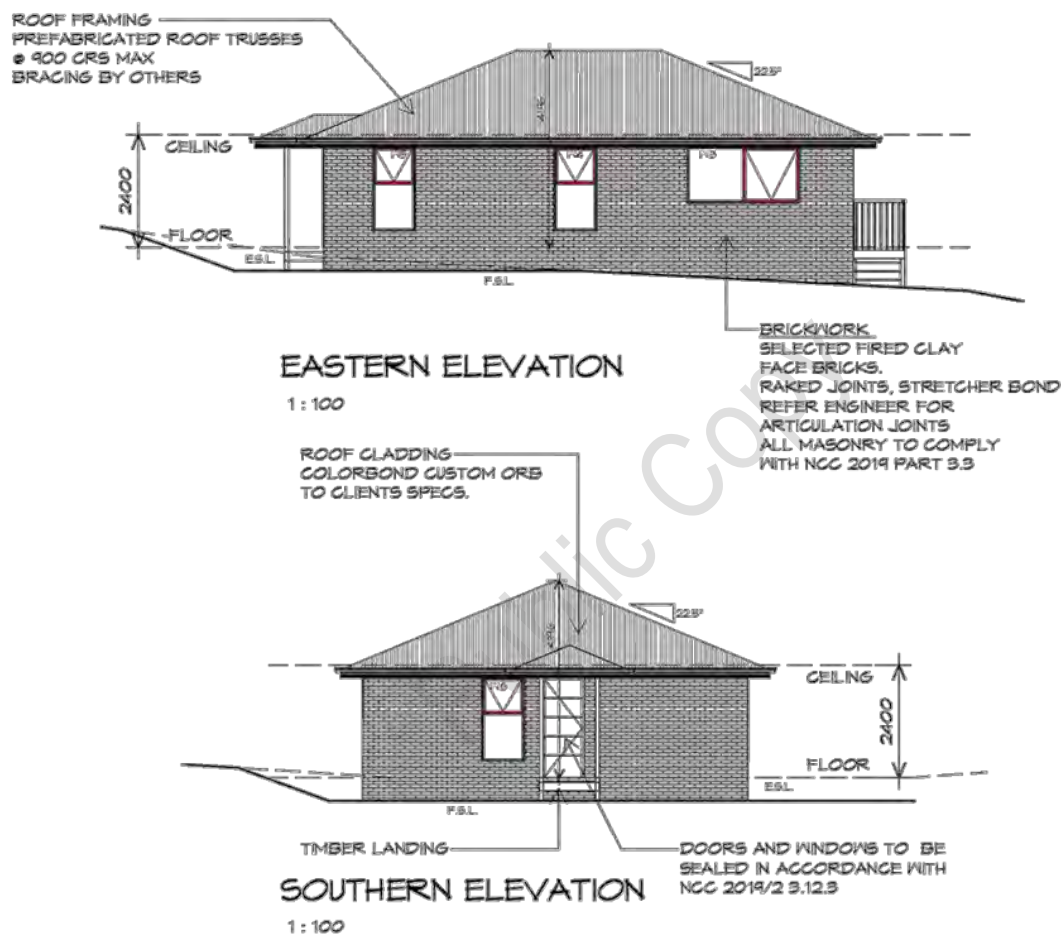 ROOF FRAMING
PREFABRICATED ROOF TRUSSES
@ 900 CRS MAX
BRACING BY OTHERS
22.5°
CEILING
2400
FLOOR
E.S.L
F.S.L
EASTERN ELEVATION
1 : 100
BRICKWORK
SELECTED FIRED CLAY
FACE BRICKS.
RAKED JOINTS, STRETCHER BOND
REFER ENGINEER FOR
ARTICULATION JOINTS
ALL MASONRY TO COMPLY
WITH NCC 2019 PART 3.3
ROOF CLADDING
COLORBOND CUSTOM ORB
TO CLIENTS SPECS.
22.5°
CEILING
2400
FLOOR
E.S.L
F.S.L
TIMBER LANDING
DOORS AND WINDOWS TO BE
SEALED IN ACCORDANCE WITH
NCC 2019/2 3.12.3
SOUTHERN ELEVATION
1 : 100